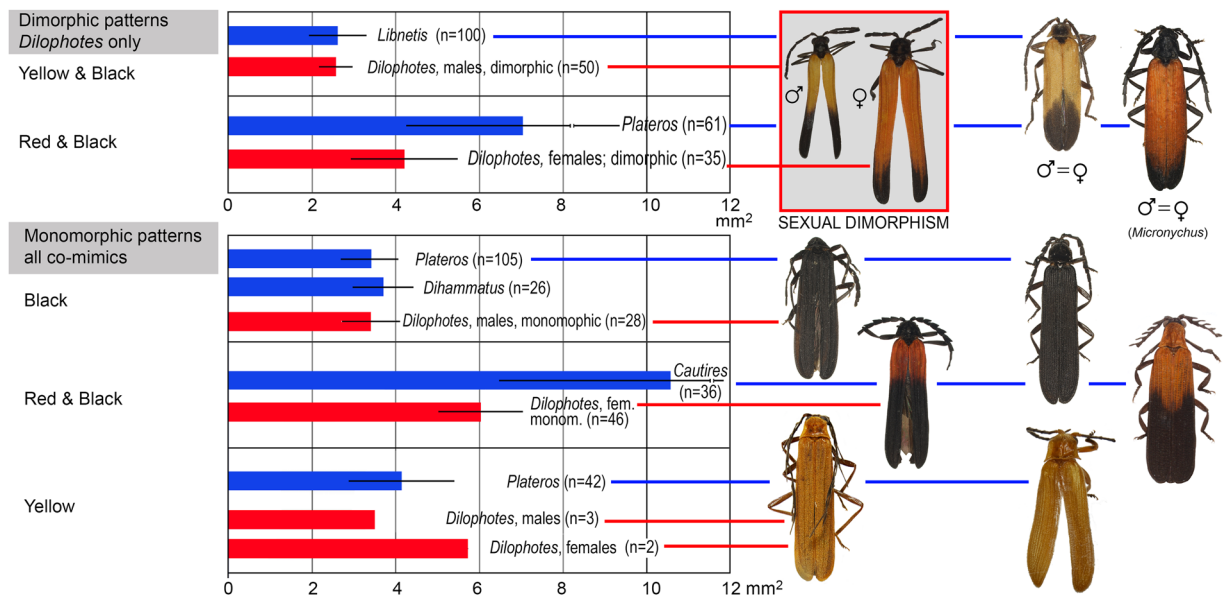 Dimorphic patterns
Dilophotes only
Yellow & Black
Red & Black
Libnetis (n=100)
Dilophotes, males, dimorphic (n=50)
Plateros (n=61)
Dilophotes, females; dimorphic (n=35)
0 2 4 6 8 10 12
mm2
♂
♀
SEXUAL DIMORPHISM
♂=♀
♂=♀
(Micronychus)
Monomorphic patterns
all co-mimics
Black
Red & Black
Yellow
Plateros (n=105)
Dihammatus (n=26)
Dilophotes, males, monomophic (n=28)
Cautires
(n=36)
Dilophotes, fem.
monom. (n=46)
Plateros (n=42)
Dilophotes, males (n=3)
Dilophotes, females (n=2)
0 2 4 6 8 10 12 mm2